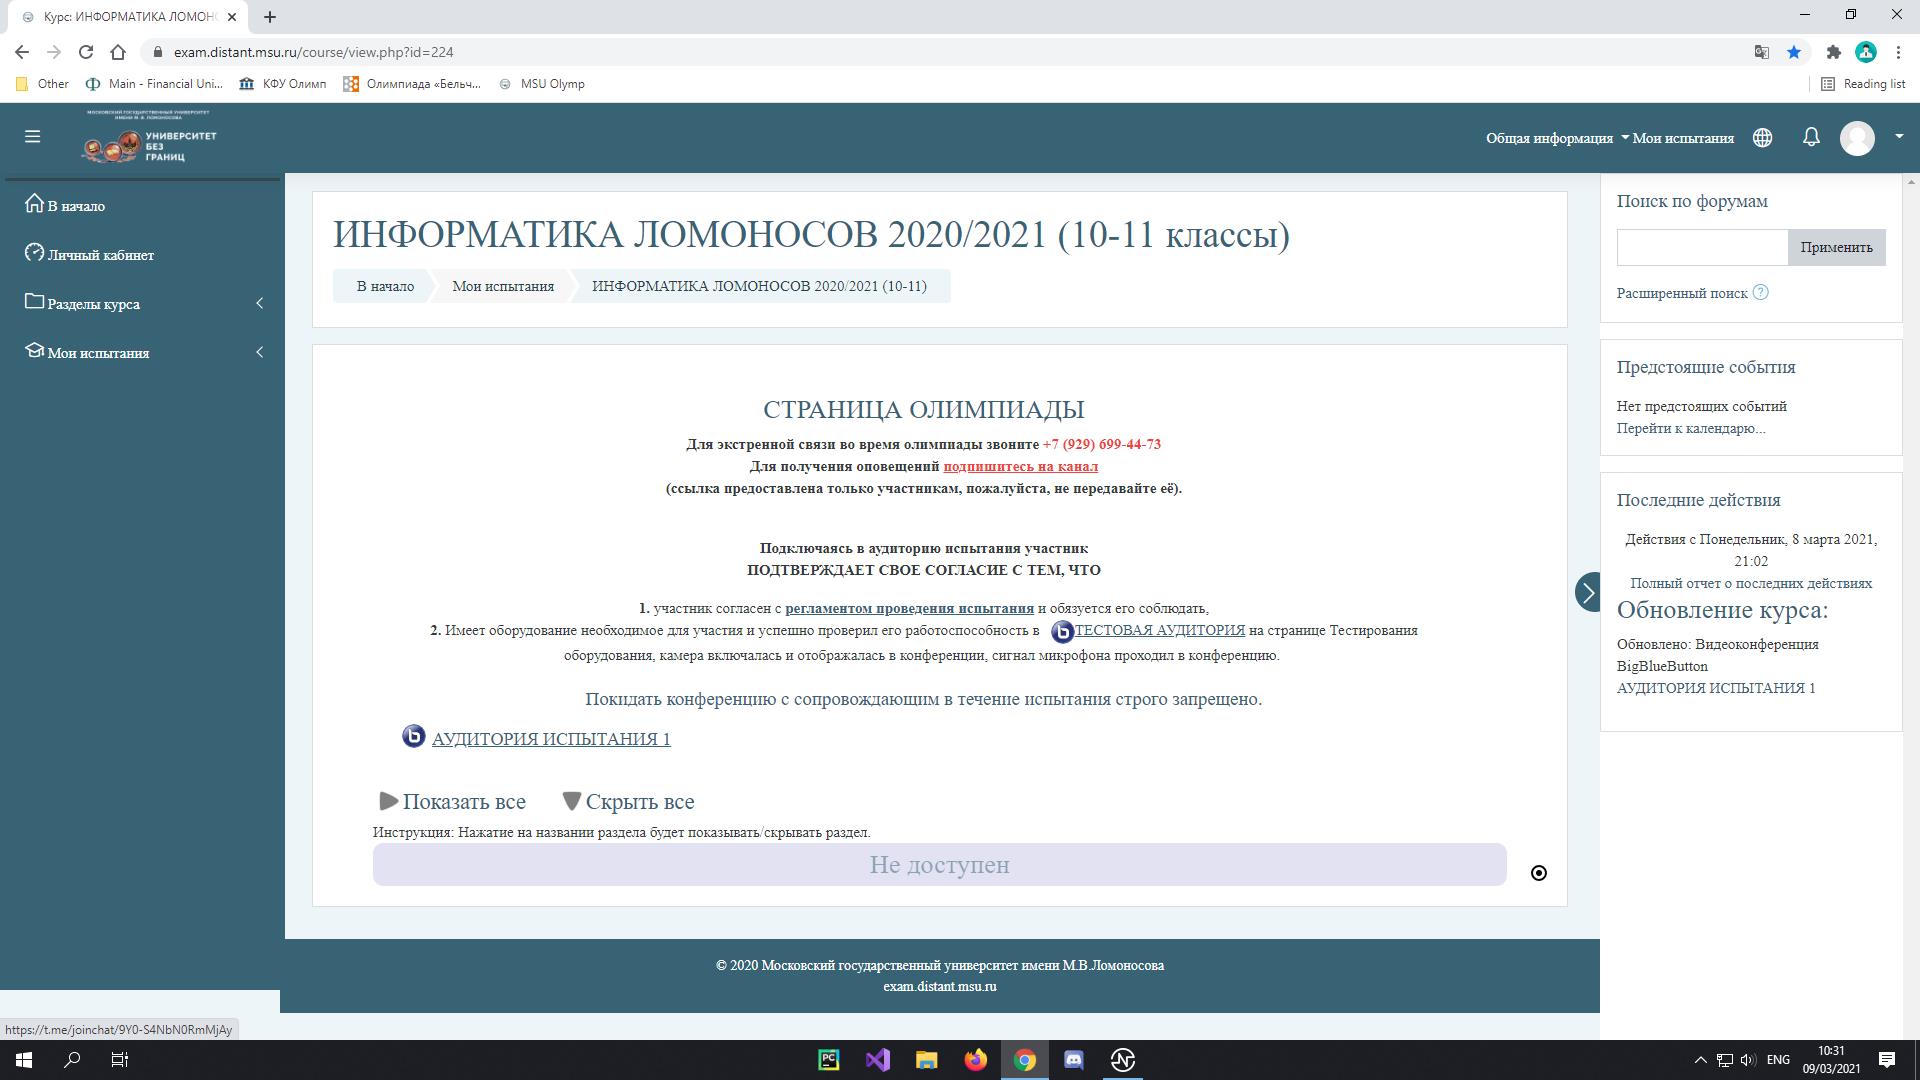 Курс: ИНФОРМАТИКА ЛОМОНО
exam.distant.msu.ru/course/view.php?id=224
Other
Main - Financial Uni...
КФУ Олимп
Олимпиада «Бельч...
MSU Olymp
Reading list
МОСКОВСКИЙ ГОСУДАРСТВЕННЫЙ УНИВЕРСИТЕТ
ИМЕНИ М. В. ЛОМОНОСОВА
УНИВЕРСИТЕТ
БЕЗ
ГРАНИЦ
Общая информация
Мои испытания
В начало
Личный кабинет
Разделы курса
Мои испытания
ИНФОРМАТИКА ЛОМОНОСОВ 2020/2021 (10-11 классы)
В начало
Мои испытания
ИНФОРМАТИКА ЛОМОНОСОВ 2020/2021 (10-11)
СТРАНИЦА ОЛИМПИАДЫ
Для экстренной связи во время олимпиады звоните +7 (929) 699-44-73
Для получения оповещений подпишитесь на канал
(ссылка предоставлена только участникам, пожалуйста, не передавайте её).
Подключаясь в аудиторию испытания участник
ПОДТВЕРЖДАЕТ СВОЕ СОГЛАСИЕ С ТЕМ, ЧТО
1. участник согласен с регламентом проведения испытания и обязуется его соблюдать,
2. Имеет оборудование необходимое для участия и успешно проверил его работоспособность в ТЕСТОВАЯ АУДИТОРИЯ на странице Тестирования
оборудования, камера включалась и отображалась в конференции, сигнал микрофона проходил в конференцию.
Покидать конференцию с сопровождающим в течение испытания строго запрещено.
АУДИТОРИЯ ИСПЫТАНИЯ 1
Показать все
Скрыть все
Инструкция: Нажатие на названии раздела будет показывать/скрывать раздел.
Не доступен
Поиск по форумам
Применить
Расширенный поиск
Предстоящие события
Нет предстоящих событий
Перейти к календарю...
Последние действия
Действия с Понедельник, 8 марта 2021,
21:02
Полный отчет о последних действиях
Обновление курса:
Обновлено: Видеоконференция
BigBlueButton
АУДИТОРИЯ ИСПЫТАНИЯ 1
© 2020 Московский государственный университет имени М.В.Ломоносова
exam.distant.msu.ru
https://t.me/joinchat/9Y0-S4NbN0RmMjAy
PC
ENG
10:31
09/03/2021